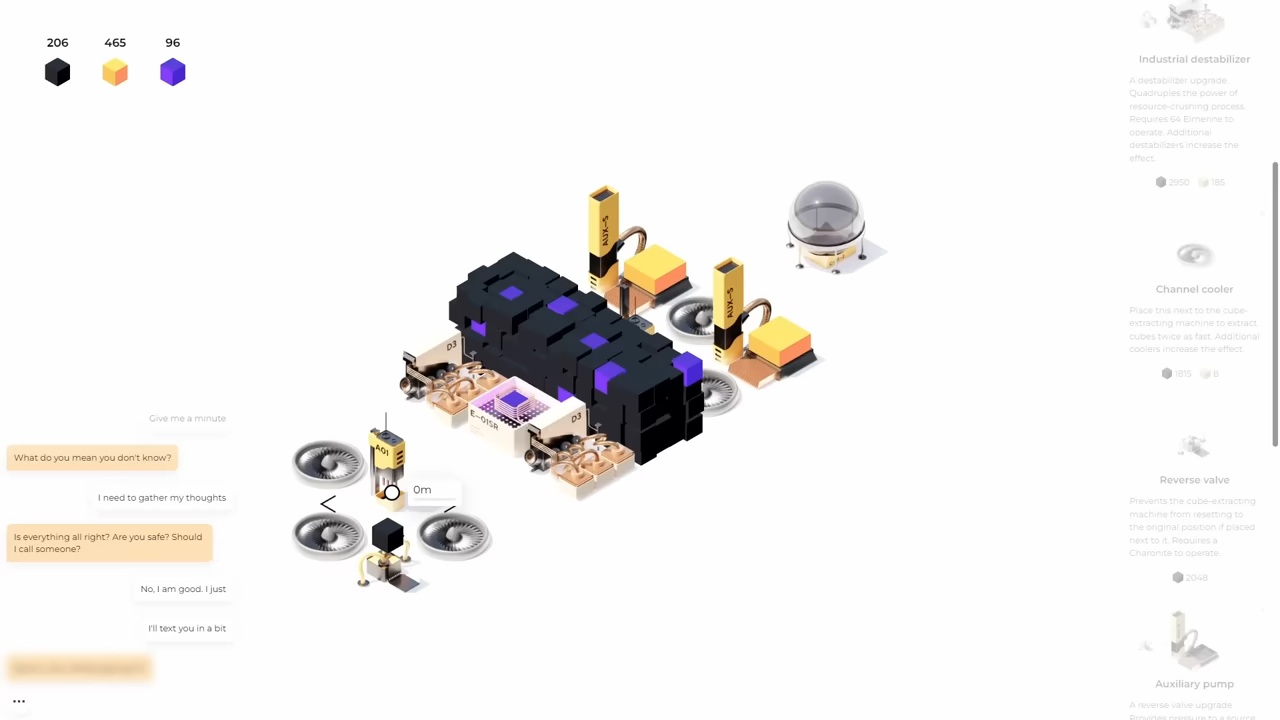 206 465 96
Industrial destabilizer
A destabilizer upgrade.
Quadruples the power of
resource-crushing process.
Requires 64 Elmerine to
operate. Additional
destabilizers increase the
effect.
2950 185
Channel cooler
Place this next to the cube-
extracting machine to extract
cubes twice as fast. Additional
coolers increase the effect.
1815 8
Reverse valve
Prevents the cube-extracting
machine from resetting to
the original position if placed
next to it. Requires a
Charonite to operate.
2048
Auxiliary pump
A reverse valve upgrade.
Provides pressure to a source
AUX-S
AUX-S
D3
E-01SR
D3
A01
0m
Give me a minute
What do you mean you don't know?
I need to gather my thoughts
Is everything all right? Are you safe? Should
I call someone?
No, I am good. I just
I'll text you in a bit
...